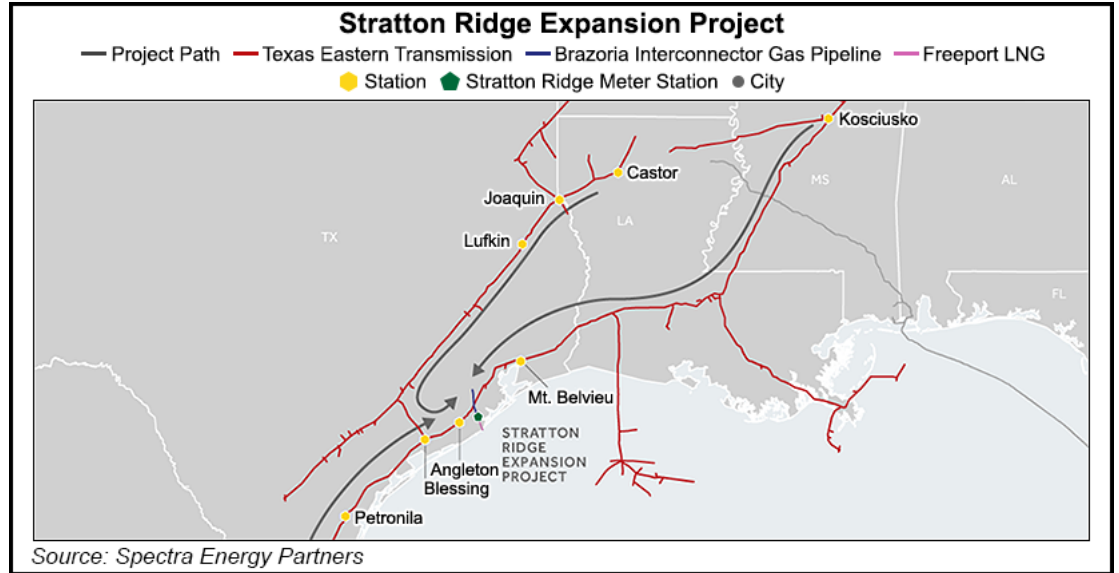 Stratton Ridge Expansion Project
Project Path Texas Eastern Transmission Brazoria Interconnector Gas Pipeline Freeport LNG
Station Stratton Ridge Meter Station City
Kosciusko
Castor
MS
AL
Joaquin
LA
TX
Lufkin
FL
Mt. Belvieu
STRATTON
RIDGE
EXPANSION
PROJECT
Angleton
Blessing
Petronila
Source: Spectra Energy Partners